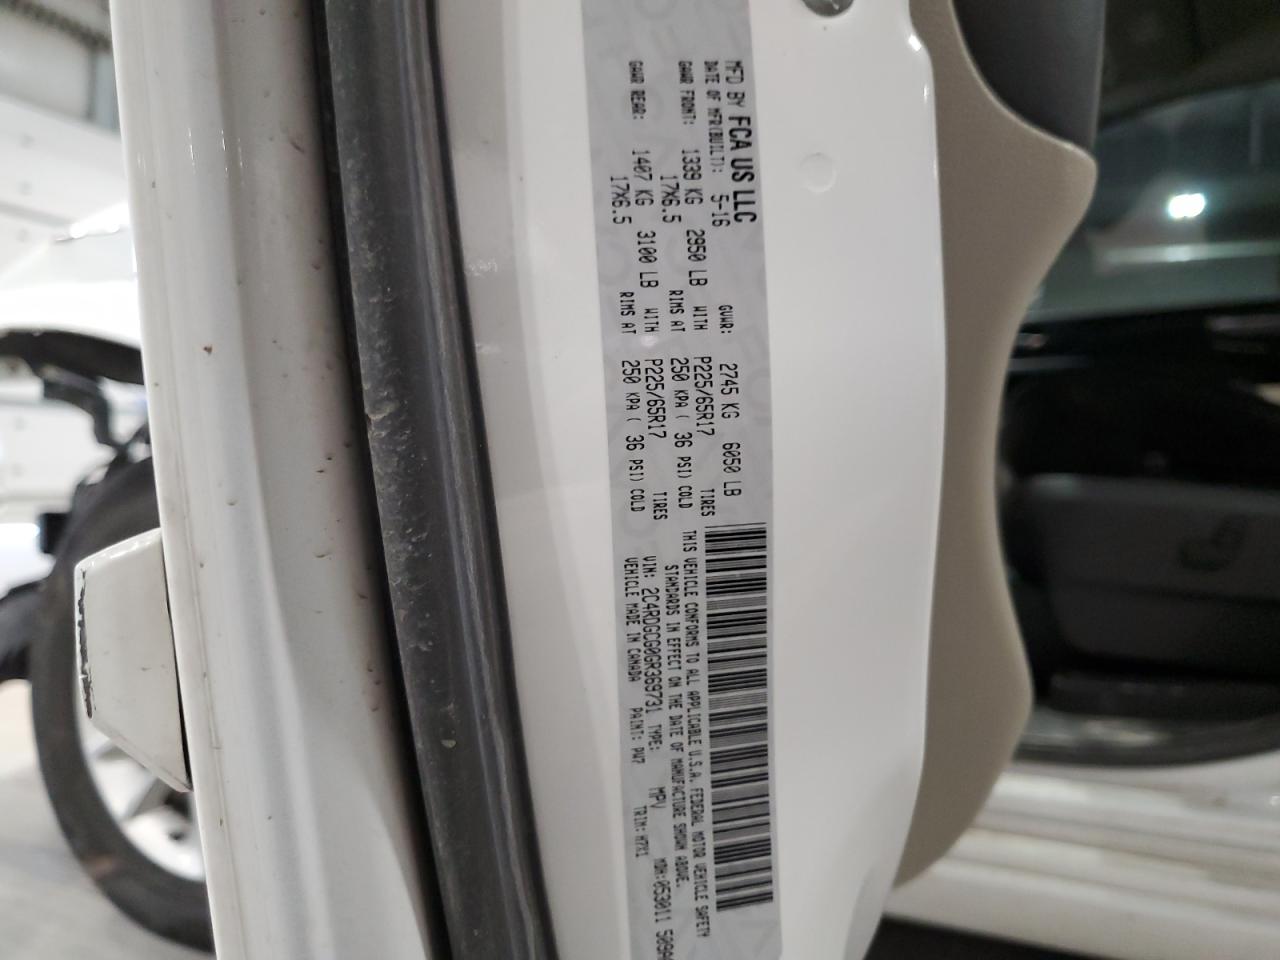 MFD BY FCA US LLC
DATE OF MFR(BUILT): 5-16 GVWR: 2745 KG 6050 LB
GAWR FRONT: 1339 KG 2950 LB WITH P225/65R17 TIRES
17X6.5 RIMS AT 250 KPA ( 36 PSI) COLD
GAWR REAR: 1407 KG 3100 LB WITH P225/65R17 TIRES
17X6.5 RIMS AT 250 KPA ( 36 PSI) COLD
THIS VEHICLE CONFORMS TO ALL APPLICABLE U.S.A. FEDERAL MOTOR VEHICLE SAFETY
STANDARDS IN EFFECT ON THE DATE OF MANUFACTURE SHOWN ABOVE.
VIN: 2C4RDGCG0GR369731 TYPE: MPV MDH:053011 509
VEHICLE MADE IN CANADA PAINT: PW7 TRIM: